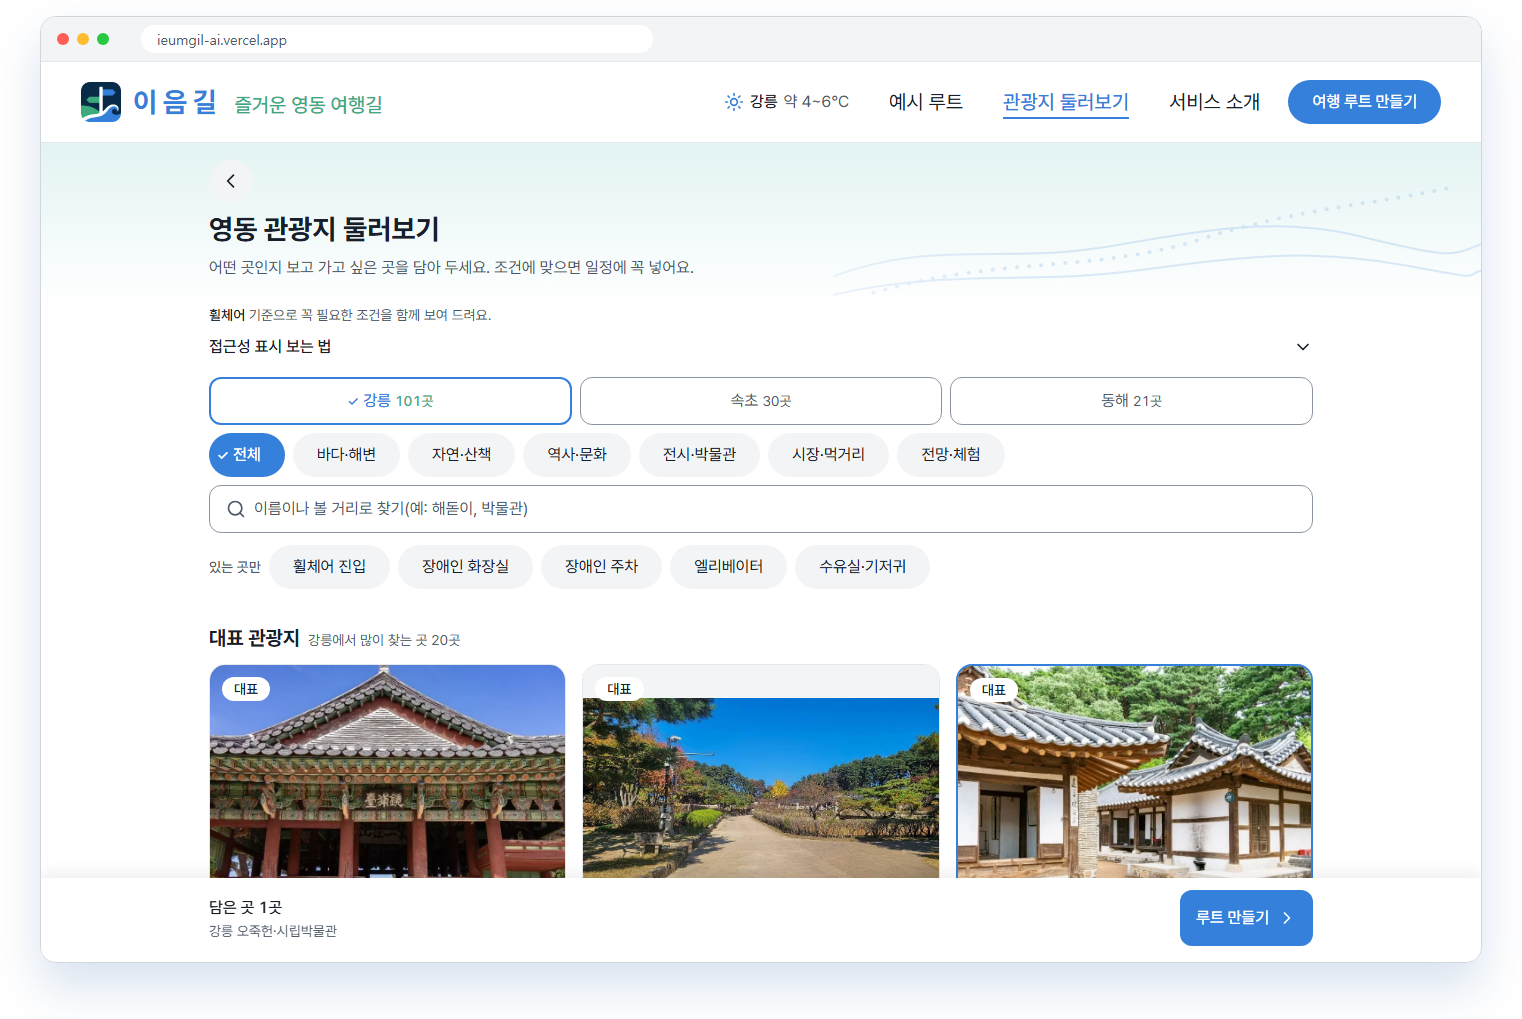 ieumgil-ai.vercel.app
이음길 즐거운 영동 여행길
강릉 약 4~6°C 예시 루트 관광지 둘러보기 서비스 소개 여행 루트 만들기
영동 관광지 둘러보기
어떤 곳인지 보고 가고 싶은 곳을 담아 두세요. 조건에 맞으면 일정에 꼭 넣어요.
휠체어 기준으로 꼭 필요한 조건을 함께 보여 드려요.
접근성 표시 보는 법
강릉 101곳 속초 30곳 동해 21곳
전체 바다·해변 자연·산책 역사·문화 전시·박물관 시장·먹거리 전망·체험
이름이나 볼 거리로 찾기(예: 해돋이, 박물관)
있는 곳만 휠체어 진입 장애인 화장실 장애인 주차 엘리베이터 수유실·기저귀
대표 관광지 강릉에서 많이 찾는 곳 20곳
대표 대표 대표
臺浦鏡
담은 곳 1곳
강릉 오죽헌·시립박물관
루트 만들기